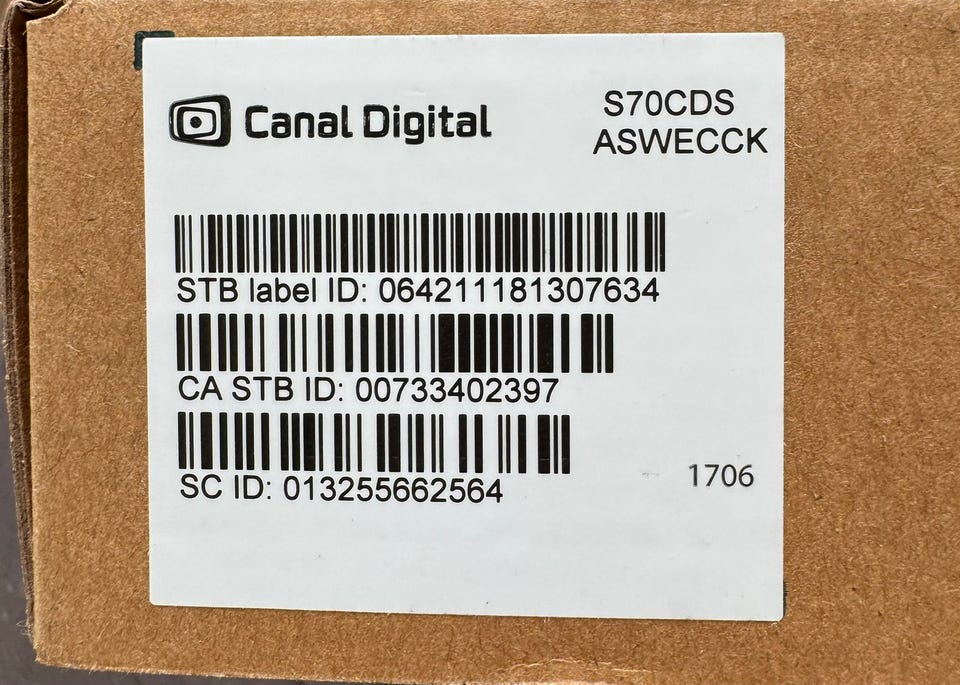 Canal Digital
S70CDS
ASWECCK
STB label ID: 064211181307634
CA STB ID: 00733402397
SC ID: 013255662564
1706